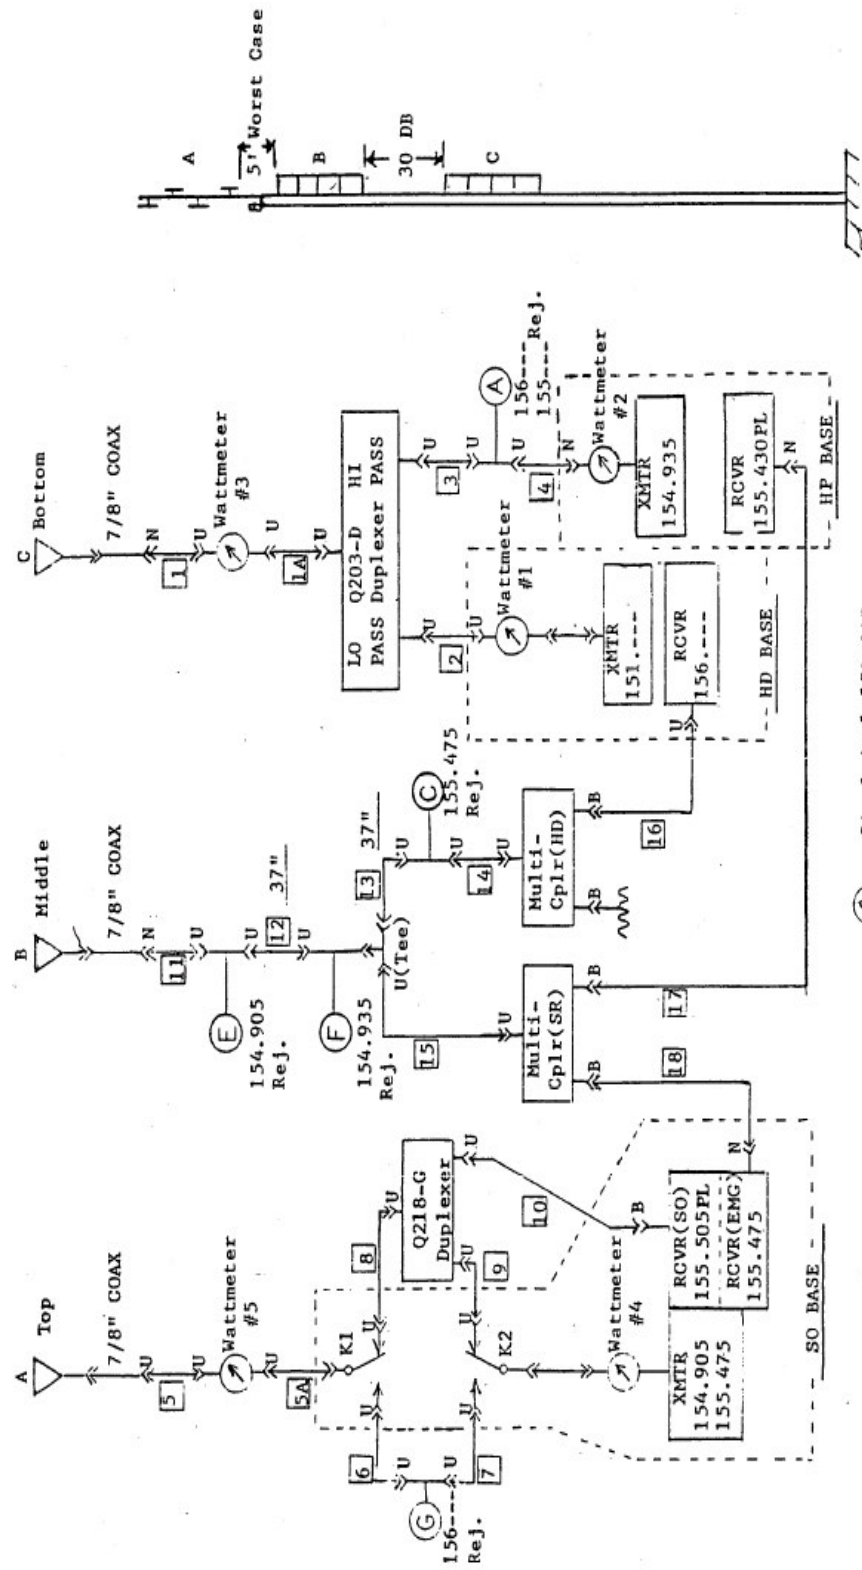 A
Top
7/8" COAX
U
5
U
Wattmeter
#5
U
5A
U
K1
6
U
U
G
156-----
Rej.
U
7
U
K2
8
U
U
Q218-G
Duplexer
9
U
U
U
10
B
Wattmeter
#4
XMTR
154.905
155.475
RCVR(SO)
155.505PL
RCVR(EMG)
155.475
N
SO BASE
B
Middle
7/8" COAX
N
11
U
E
154.905
Rej.
U
12
37"
U
F
154.935
Rej.
U(Tee)
13
37"
U
C
155.475
Rej.
U
14
U
15
U
Multi-
Cplr(SR)
Multi-
Cplr(HD)
B
B
B
B
18
17
16
U
C
Bottom
7/8" COAX
N
1
U
Wattmeter
#3
U
1A
U
LO
PASS
Q203-D
Duplexer
HI
PASS
U
2
U
Wattmeter
#1
XMTR
151.---
RCVR
156.---
HD BASE
U
3
U
A
156----
155----
Rej.
U
4
N
Wattmeter
#2
XMTR
154.935
RCVR
155.430PL
N
HP BASE
A
5' Worst Case
B
30 DB
C